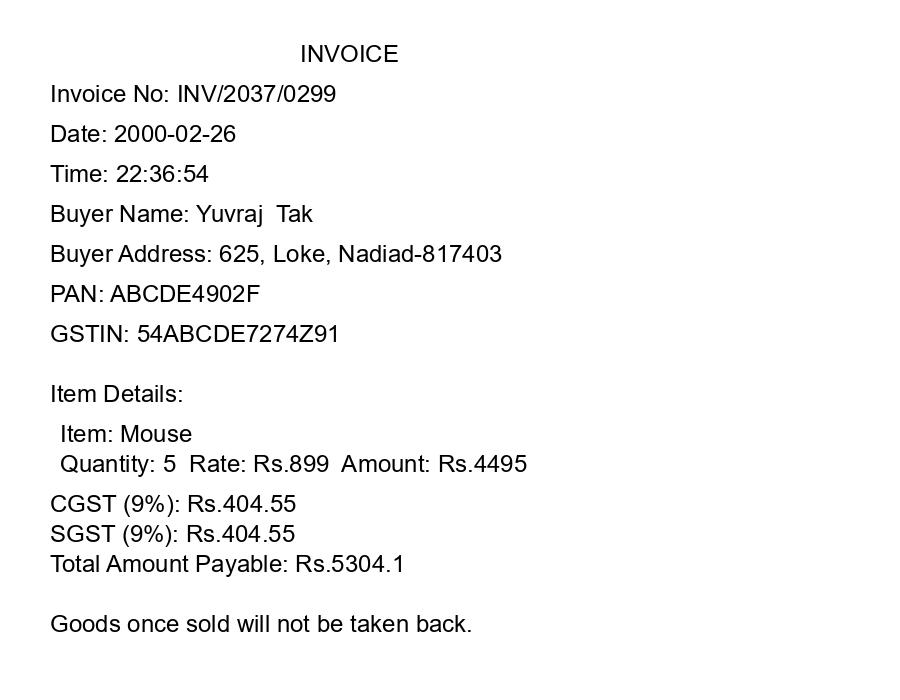 INVOICE
Invoice No: INV/2037/0299
Date: 2000-02-26
Time: 22:36:54
Buyer Name: Yuvraj  Tak
Buyer Address: 625, Loke, Nadiad-817403
PAN: ABCDE4902F
GSTIN: 54ABCDE7274Z91
Item Details:
Item: Mouse
Quantity: 5  Rate: Rs.899  Amount: Rs.4495
CGST (9%): Rs.404.55
SGST (9%): Rs.404.55
Total Amount Payable: Rs.5304.1
Goods once sold will not be taken back.